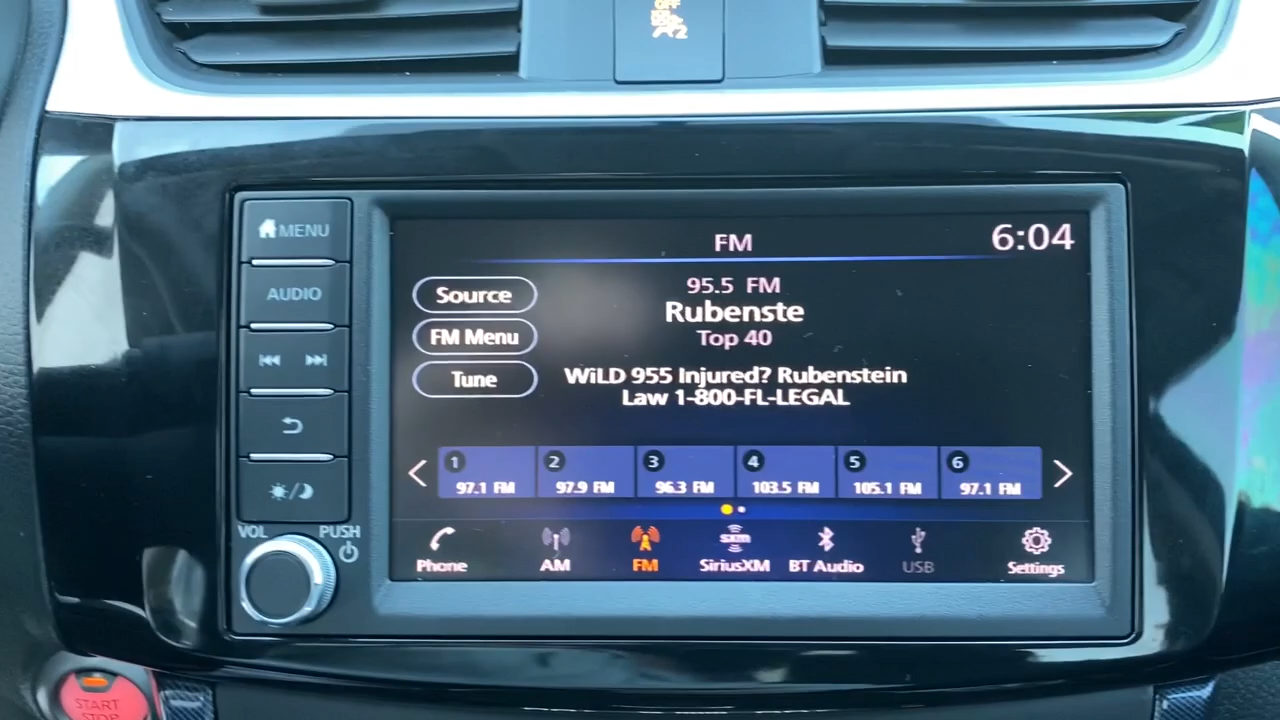 OFF
2
MENU
AUDIO
VOL
PUSH
START
STOP
FM
6:04
Source
FM Menu
Tune
95.5 FM
Rubenste
Top 40
WiLD 955 Injured? Rubenstein
Law 1-800-FL-LEGAL
1 2 3 4 5 6
97.1 FM 97.9 FM 96.3 FM 103.5 FM 105.1 FM 97.1 FM
Phone AM FM SiriusXM BT Audio USB Settings
sxm